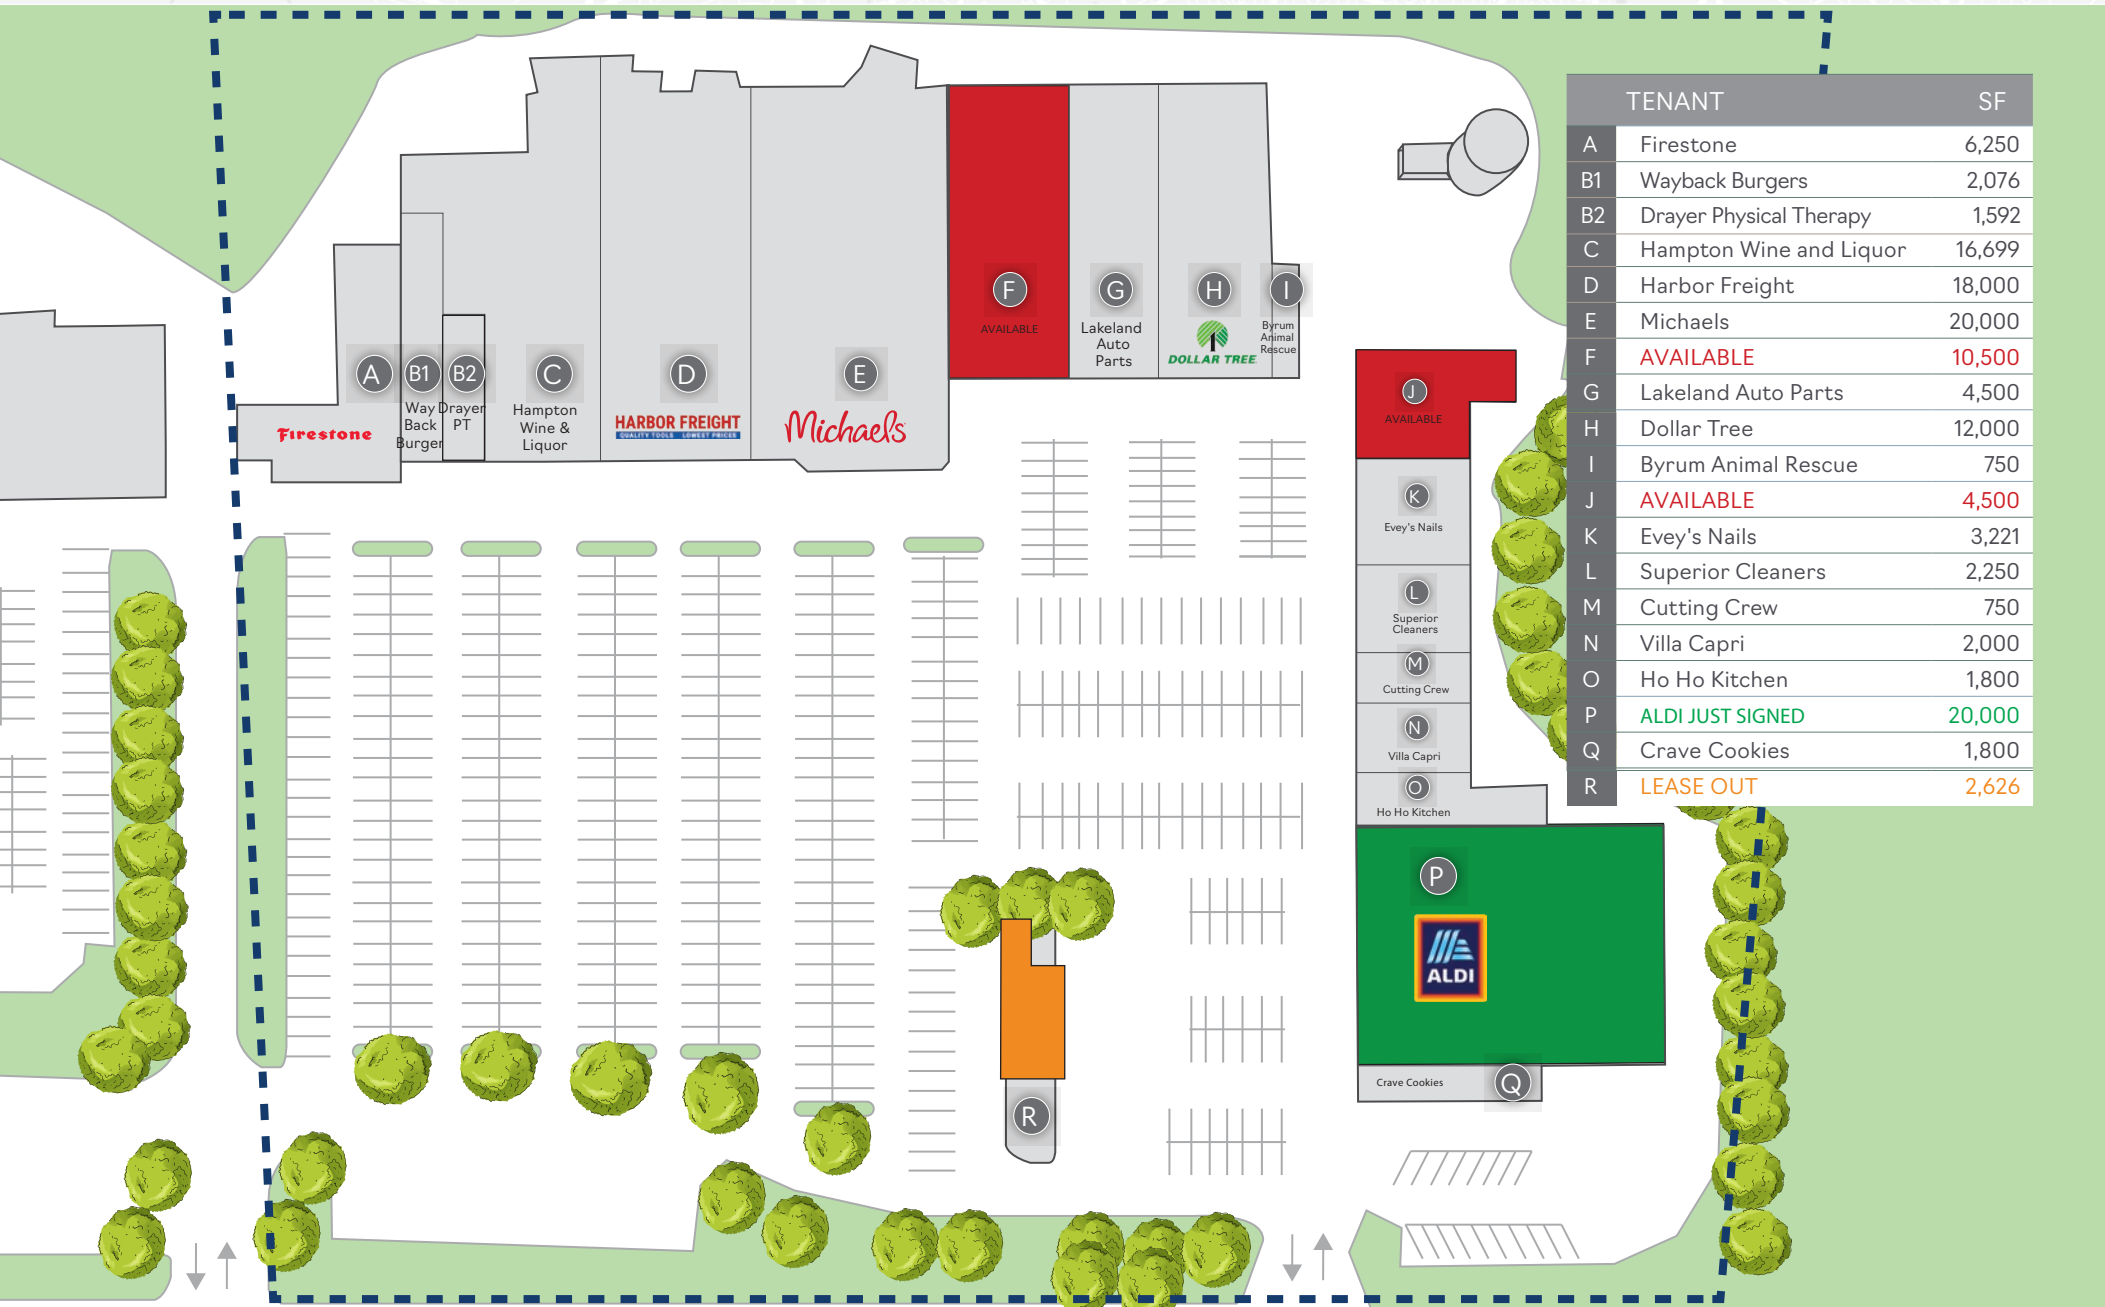 TENANT SF
A Firestone 6,250
B1 Wayback Burgers 2,076
B2 Drayer Physical Therapy 1,592
C Hampton Wine and Liquor 16,699
D Harbor Freight 18,000
E Michaels 20,000
F AVAILABLE 10,500
G Lakeland Auto Parts 4,500
H Dollar Tree 12,000
I Byrum Animal Rescue 750
J AVAILABLE 4,500
K Evey's Nails 3,221
L Superior Cleaners 2,250
M Cutting Crew 750
N Villa Capri 2,000
O Ho Ho Kitchen 1,800
P ALDI JUST SIGNED 20,000
Q Crave Cookies 1,800
R LEASE OUT 2,626
A
Firestone
B1
Way
Back
Burger
B2
Drayer
PT
C
Hampton
Wine &
Liquor
D
HARBOR FREIGHT
QUALITY TOOLS LOWEST PRICES
E
Michaels
F
AVAILABLE
G
Lakeland
Auto
Parts
H
DOLLAR TREE
I
Byrum
Animal
Rescue
J
AVAILABLE
K
Evey's Nails
L
Superior
Cleaners
M
Cutting Crew
N
Villa Capri
O
Ho Ho Kitchen
P
ALDI
Crave Cookies
Q
R